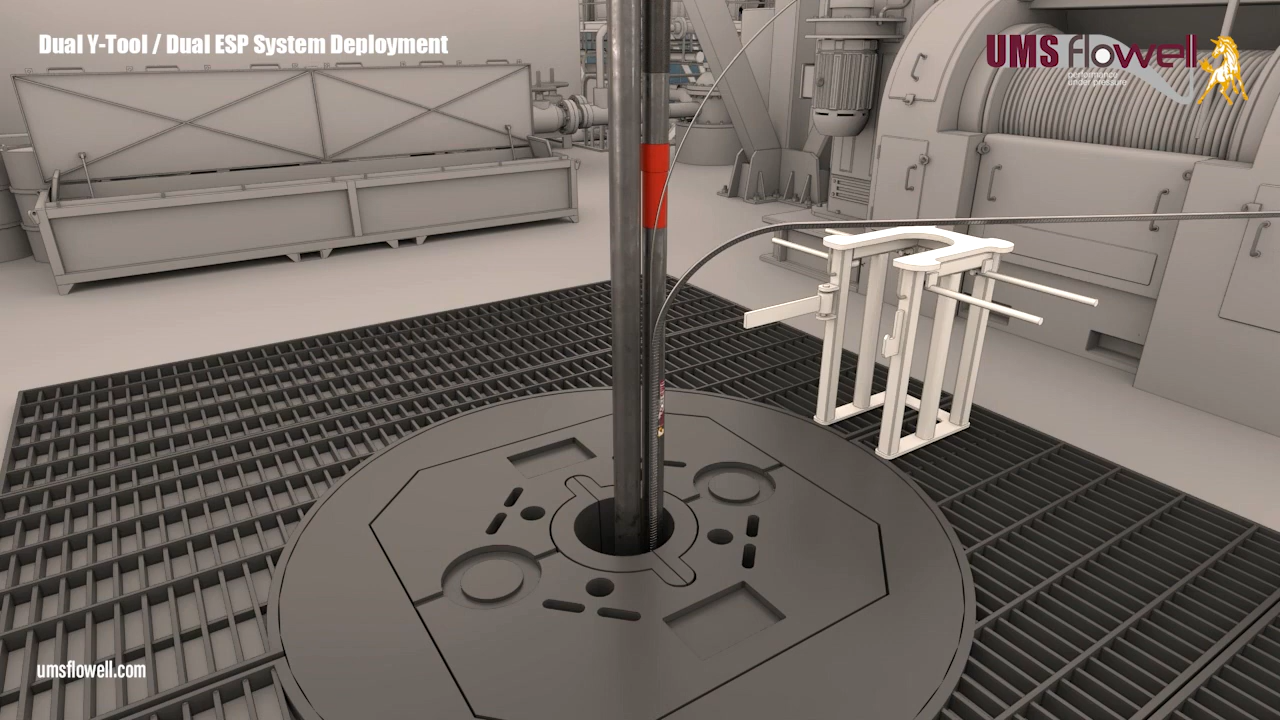 Dual Y-Tool / Dual ESP System Deployment
UMS flowell
performance
under pressure
umsflowell.com